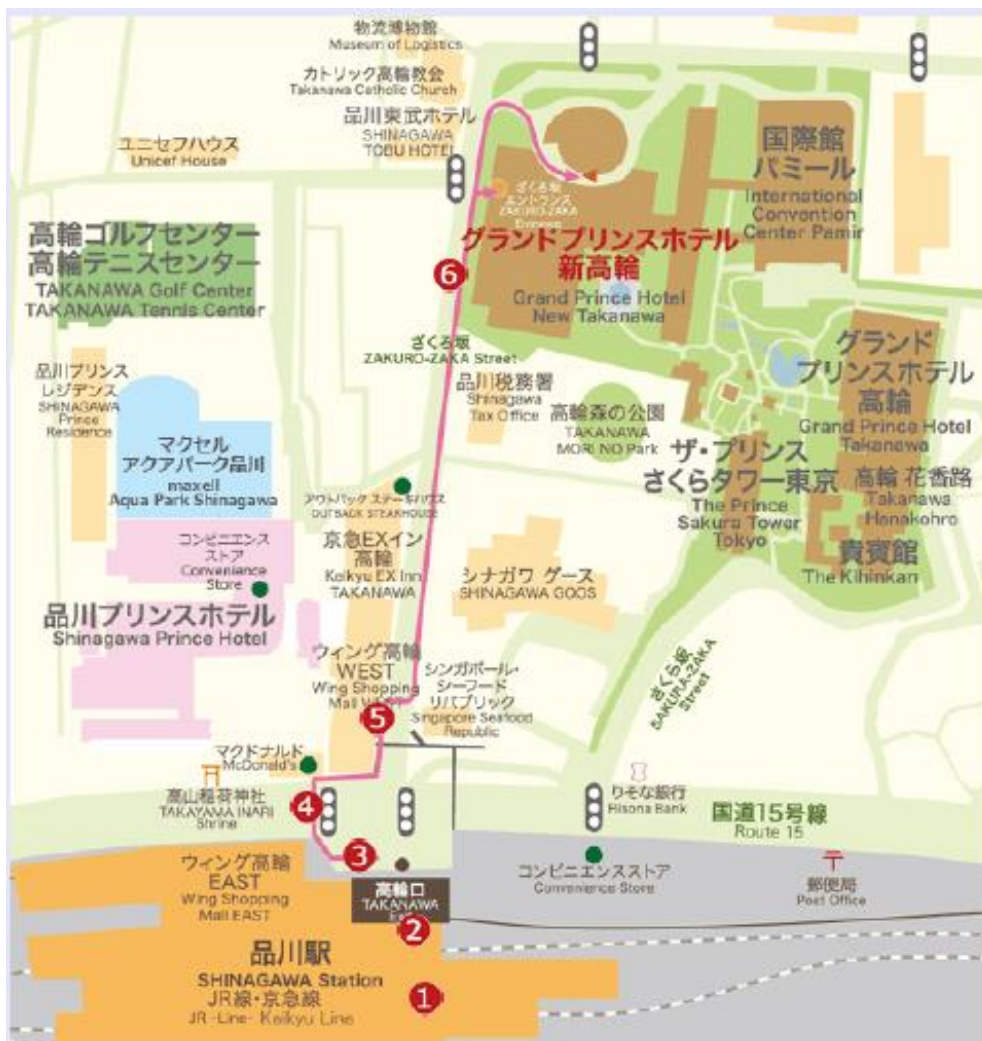 物流博物館
Museum of Logistics
カトリック高輪教会
Takanawa Catholic Church
品川東武ホテル
SHINAGAWA
TOBU HOTEL
ユニセフハウス
Unicef House
ざくろ坂
エントランス
ZAKURO-ZAKA
Entrance
国際館
パミール
International
Convention
Center Pamir
高輪ゴルフセンター
高輪テニスセンター
TAKANAWA Golf Center
TAKANAWA Tennis Center
グランドプリンスホテル
新高輪
Grand Prince Hotel
New Takanawa
6
ざくろ坂
ZAKURO-ZAKA Street
品川プリンス
レジデンス
SHINAGAWA
Prince
Residence
品川税務署
Shinagawa
Tax Office
高輪森の公園
TAKANAWA
MORI NO Park
グランド
プリンスホテル
高輪
Grand Prince Hotel
Takanawa
マクセル
アクアパーク品川
maxell
Aqua Park Shinagawa
ザ・プリンス
さくらタワー東京
The Prince
Sakura Tower
Tokyo
高輪 花香路
Takanawa
Hanakohro
貴賓館
The Kihinkan
アウトバック ステーキハウス
OUTBACK STEAKHOUSE
コンビニエンス
ストア
Convenience
Store
京急EXイン
高輪
Keikyu EX Inn
TAKANAWA
シナガワ グース
SHINAGAWA GOOS
品川プリンスホテル
Shinagawa Prince Hotel
ウィング高輪
WEST
Wing Shopping
Mall WEST
シンガポール・
シーフード
リパブリック
Singapore Seafood
Republic
さくら坂
SAKURA-ZAKA
Street
5
マクドナルド
McDonald's
高山稲荷神社
TAKAYAMA INARI
Shrine
4
りそな銀行
Risona Bank
国道15号線
Route 15
3
ウィング高輪
EAST
Wing Shopping
Mall EAST
高輪口
TAKANAWA
2
コンビニエンスストア
Convenience Store
郵便局
Post Office
品川駅
SHINAGAWA Station
JR線・京急線
JR -Line- Keikyu Line
1